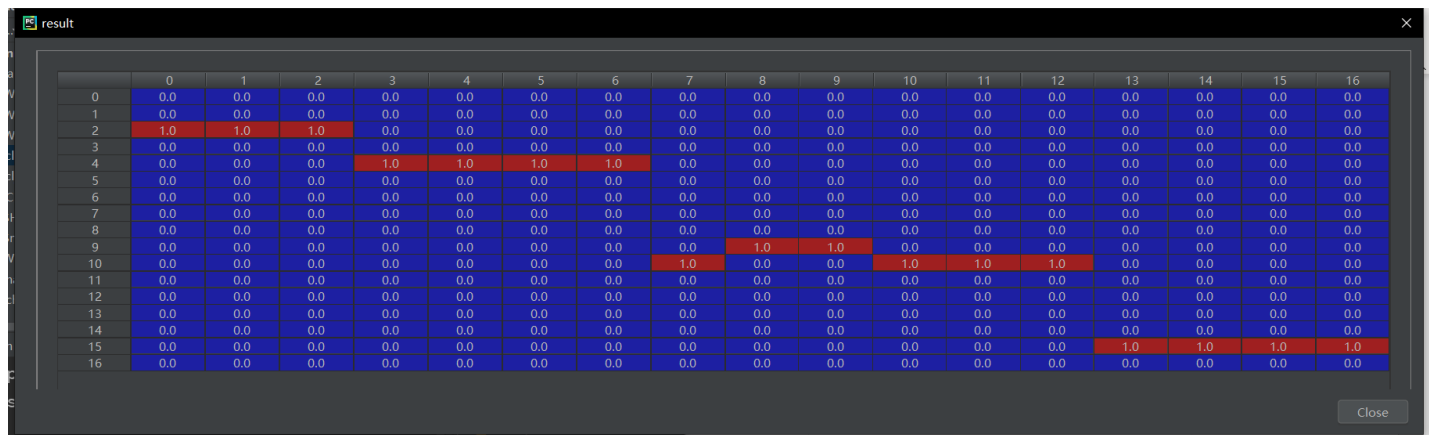 PC result ×
0 1 2 3 4 5 6 7 8 9 10 11 12 13 14 15 16
0 0.0 0.0 0.0 0.0 0.0 0.0 0.0 0.0 0.0 0.0 0.0 0.0 0.0 0.0 0.0 0.0 0.0
1 0.0 0.0 0.0 0.0 0.0 0.0 0.0 0.0 0.0 0.0 0.0 0.0 0.0 0.0 0.0 0.0 0.0
2 1.0 1.0 1.0 0.0 0.0 0.0 0.0 0.0 0.0 0.0 0.0 0.0 0.0 0.0 0.0 0.0 0.0
3 0.0 0.0 0.0 0.0 0.0 0.0 0.0 0.0 0.0 0.0 0.0 0.0 0.0 0.0 0.0 0.0 0.0
4 0.0 0.0 0.0 1.0 1.0 1.0 1.0 0.0 0.0 0.0 0.0 0.0 0.0 0.0 0.0 0.0 0.0
5 0.0 0.0 0.0 0.0 0.0 0.0 0.0 0.0 0.0 0.0 0.0 0.0 0.0 0.0 0.0 0.0 0.0
6 0.0 0.0 0.0 0.0 0.0 0.0 0.0 0.0 0.0 0.0 0.0 0.0 0.0 0.0 0.0 0.0 0.0
7 0.0 0.0 0.0 0.0 0.0 0.0 0.0 0.0 0.0 0.0 0.0 0.0 0.0 0.0 0.0 0.0 0.0
8 0.0 0.0 0.0 0.0 0.0 0.0 0.0 0.0 0.0 0.0 0.0 0.0 0.0 0.0 0.0 0.0 0.0
9 0.0 0.0 0.0 0.0 0.0 0.0 0.0 0.0 1.0 1.0 0.0 0.0 0.0 0.0 0.0 0.0 0.0
10 0.0 0.0 0.0 0.0 0.0 0.0 0.0 1.0 0.0 0.0 1.0 1.0 1.0 0.0 0.0 0.0 0.0
11 0.0 0.0 0.0 0.0 0.0 0.0 0.0 0.0 0.0 0.0 0.0 0.0 0.0 0.0 0.0 0.0 0.0
12 0.0 0.0 0.0 0.0 0.0 0.0 0.0 0.0 0.0 0.0 0.0 0.0 0.0 0.0 0.0 0.0 0.0
13 0.0 0.0 0.0 0.0 0.0 0.0 0.0 0.0 0.0 0.0 0.0 0.0 0.0 0.0 0.0 0.0 0.0
14 0.0 0.0 0.0 0.0 0.0 0.0 0.0 0.0 0.0 0.0 0.0 0.0 0.0 0.0 0.0 0.0 0.0
15 0.0 0.0 0.0 0.0 0.0 0.0 0.0 0.0 0.0 0.0 0.0 0.0 0.0 1.0 1.0 1.0 1.0
16 0.0 0.0 0.0 0.0 0.0 0.0 0.0 0.0 0.0 0.0 0.0 0.0 0.0 0.0 0.0 0.0 0.0
Close